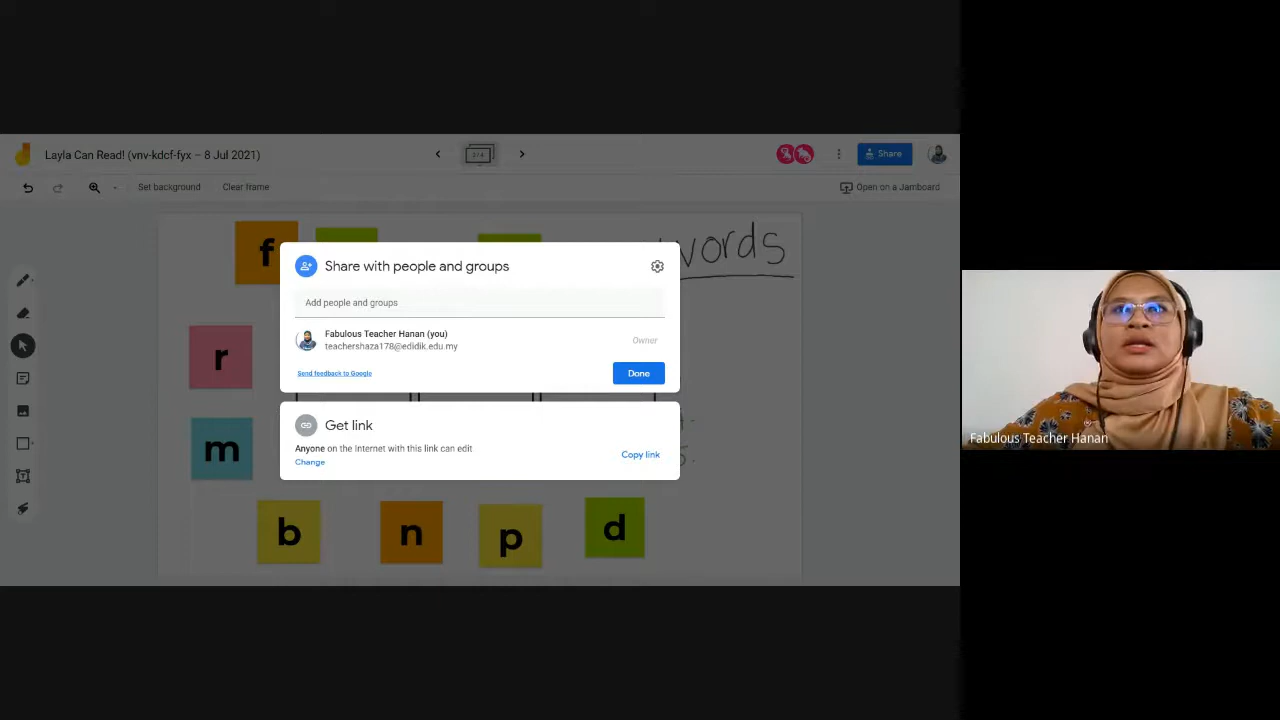 Layla Can Read! (vnv-kdcf-fyx – 8 Jul 2021)
Share
Set background
Clear frame
Open on a Jamboard
f
words
Share with people and groups
Add people and groups
Fabulous Teacher Hanan (you)
teachershaza178@edidik.edu.my
Owner
Send feedback to Google
Done
r
Get link
Anyone on the Internet with this link can edit
Change
Copy link
m
b
n
p
d
Fabulous Teacher Hanan